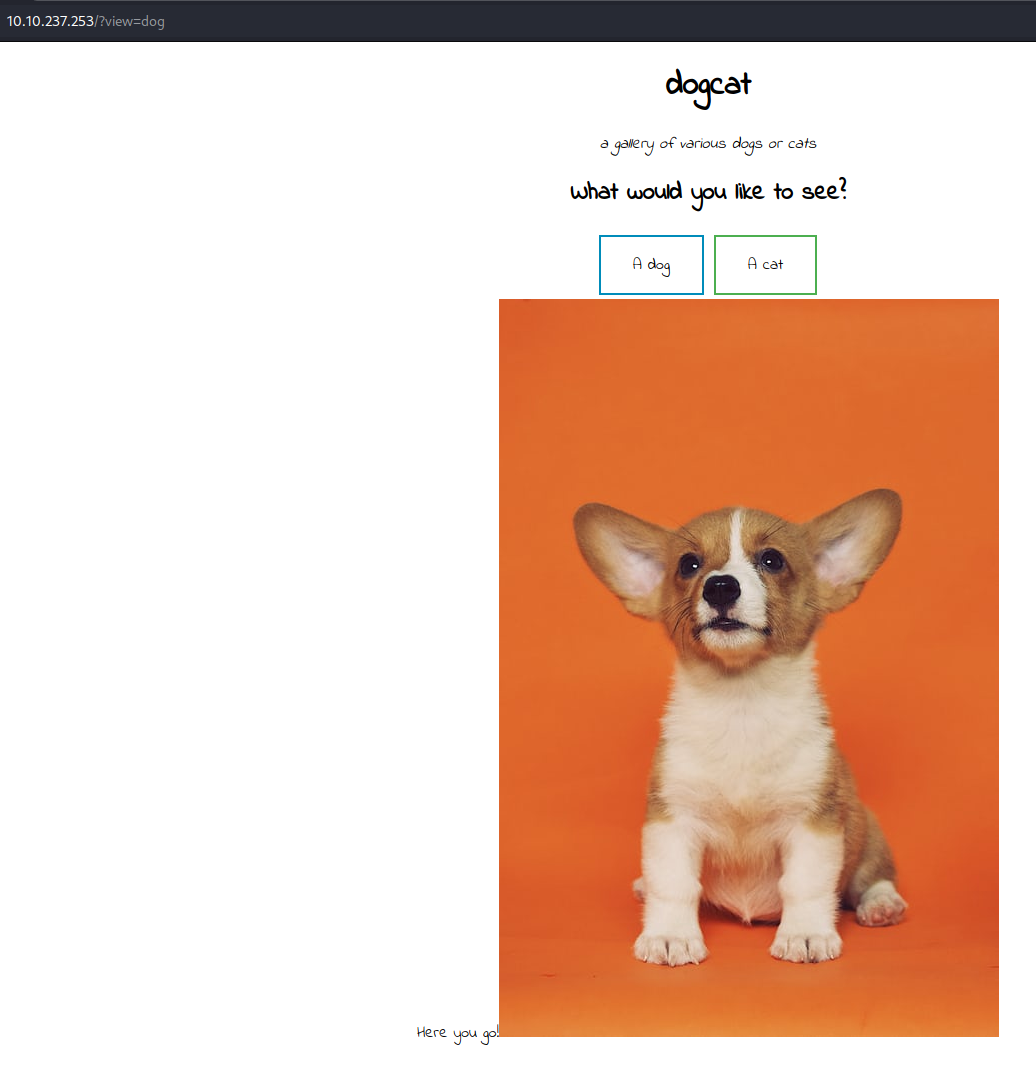 10.10.237.253/?view=dog
dogcat
a gallery of various dogs or cats
What would you like to see?
A dog A cat
Here you go!